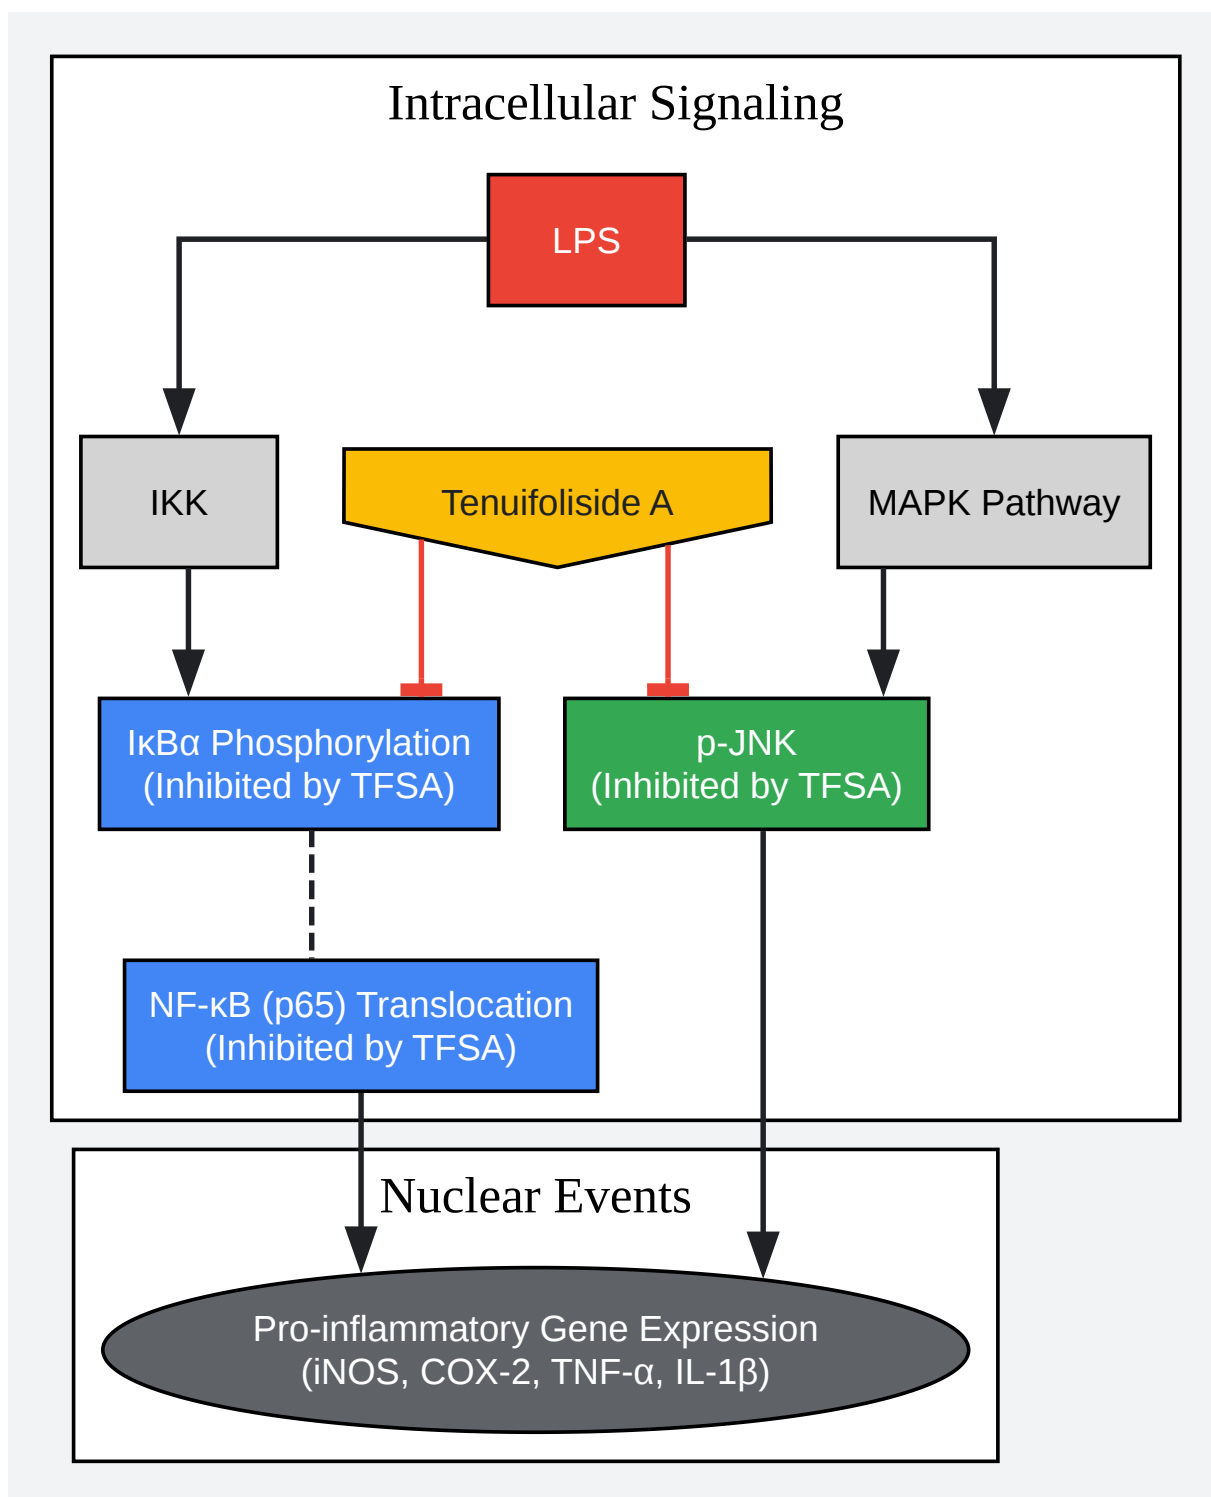 Intracellular Signaling
LPS
IKK
Tenuifoliside A
MAPK Pathway
IκBα Phosphorylation
(Inhibited by TFSA)
p-JNK
(Inhibited by TFSA)
NF-κB (p65) Translocation
(Inhibited by TFSA)
Nuclear Events
Pro-inflammatory Gene Expression
(iNOS, COX-2, TNF-α, IL-1β)